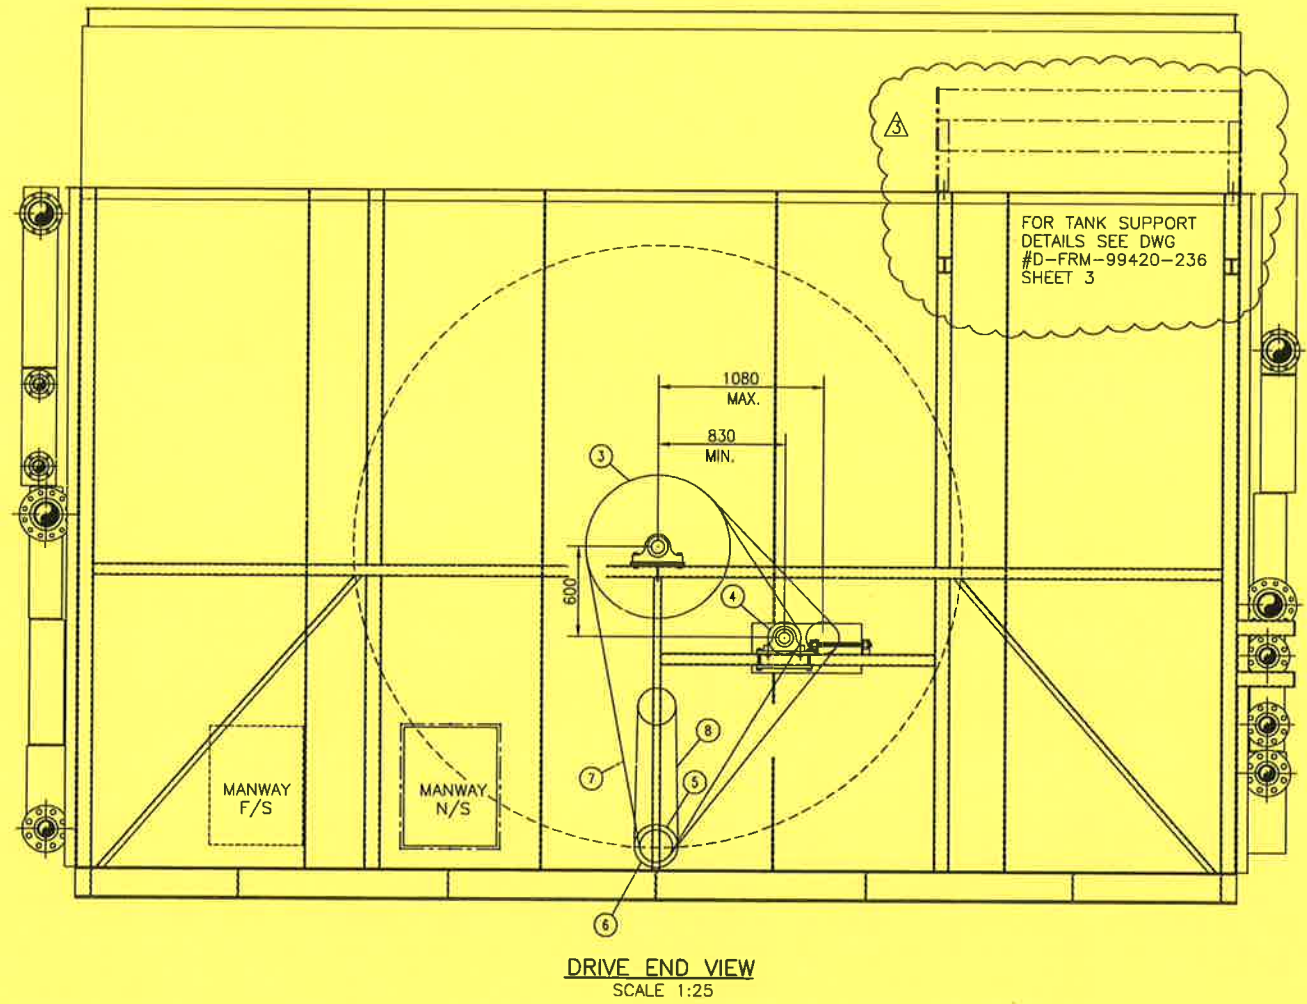 3
FOR TANK SUPPORT
DETAILS SEE DWG
#D-FRM-99420-236
SHEET 3
1080
MAX.
830
MIN.
3
600
4
8
7
5
MANWAY
F/S
MANWAY
N/S
6
DRIVE END VIEW
SCALE 1:25